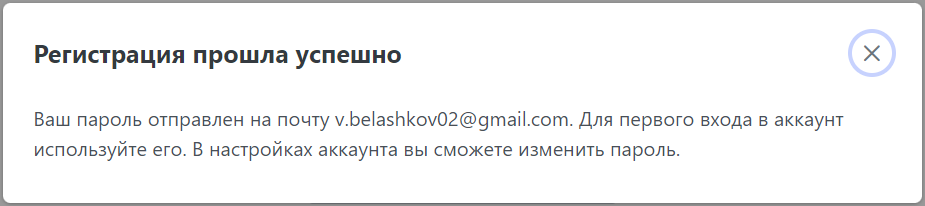 Регистрация прошла успешно
Ваш пароль отправлен на почту v.belashkov02@gmail.com. Для первого входа в аккаунт
используйте его. В настройках аккаунта вы сможете изменить пароль.